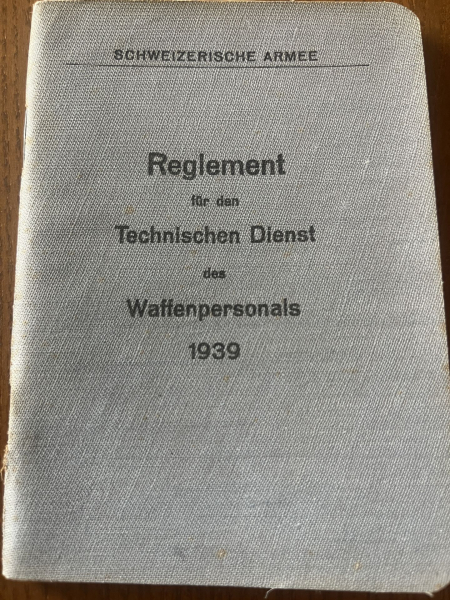 SCHWEIZERISCHE ARMEE
Reglement
für den
Technischen Dienst
des
Waffenpersonals
1939